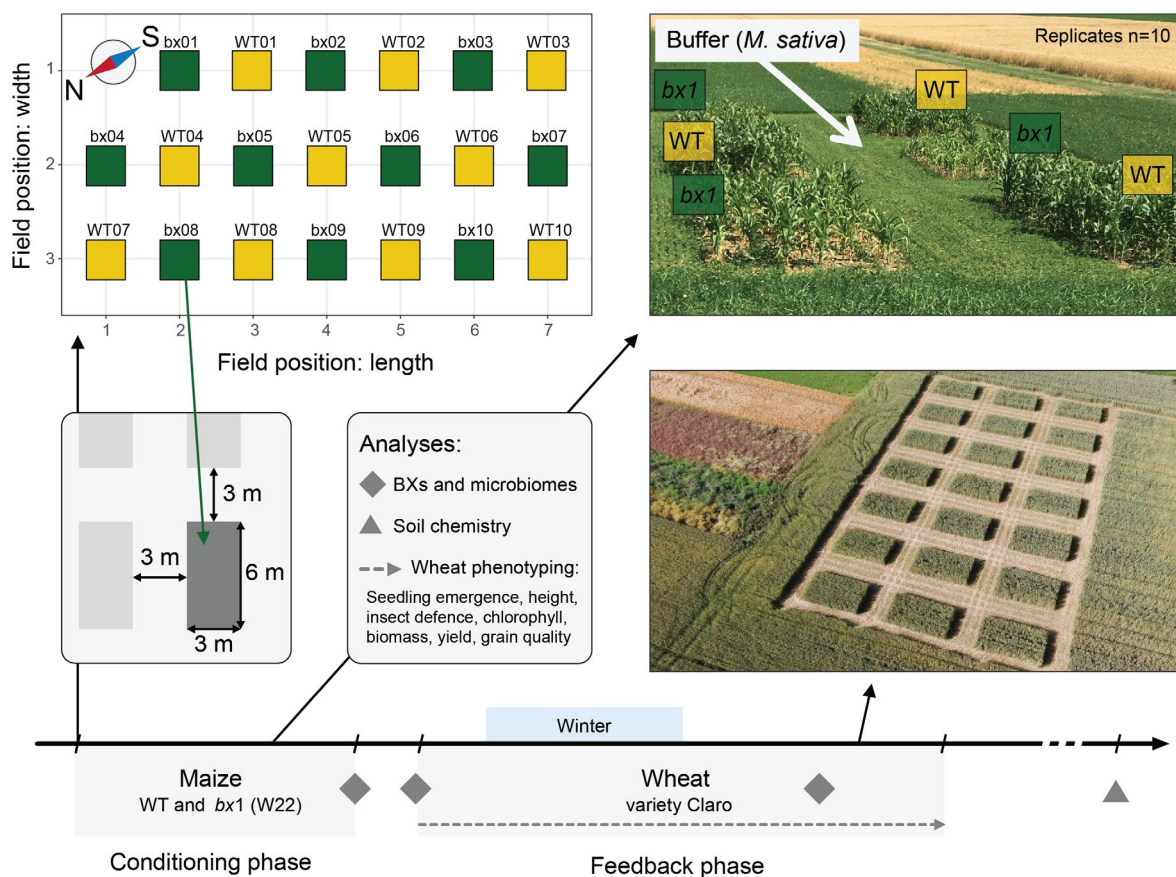 S
N
bx01 WT01 bx02 WT02 bx03 WT03
bx04 WT04 bx05 WT05 bx06 WT06 bx07
WT07 bx08 WT08 bx09 WT09 bx10 WT10
1
2
3
Field position: width
1 2 3 4 5 6 7
Field position: length
Buffer (M. sativa)
Replicates n=10
bx1
WT
WT
bx1
bx1
WT
3 m
3 m
6 m
3 m
Analyses:
BXs and microbiomes
Soil chemistry
Wheat phenotyping:
Seedling emergence, height,
insect defence, chlorophyll,
biomass, yield, grain quality
Winter
Maize
WT and bx1 (W22)
Wheat
variety Claro
Conditioning phase
Feedback phase